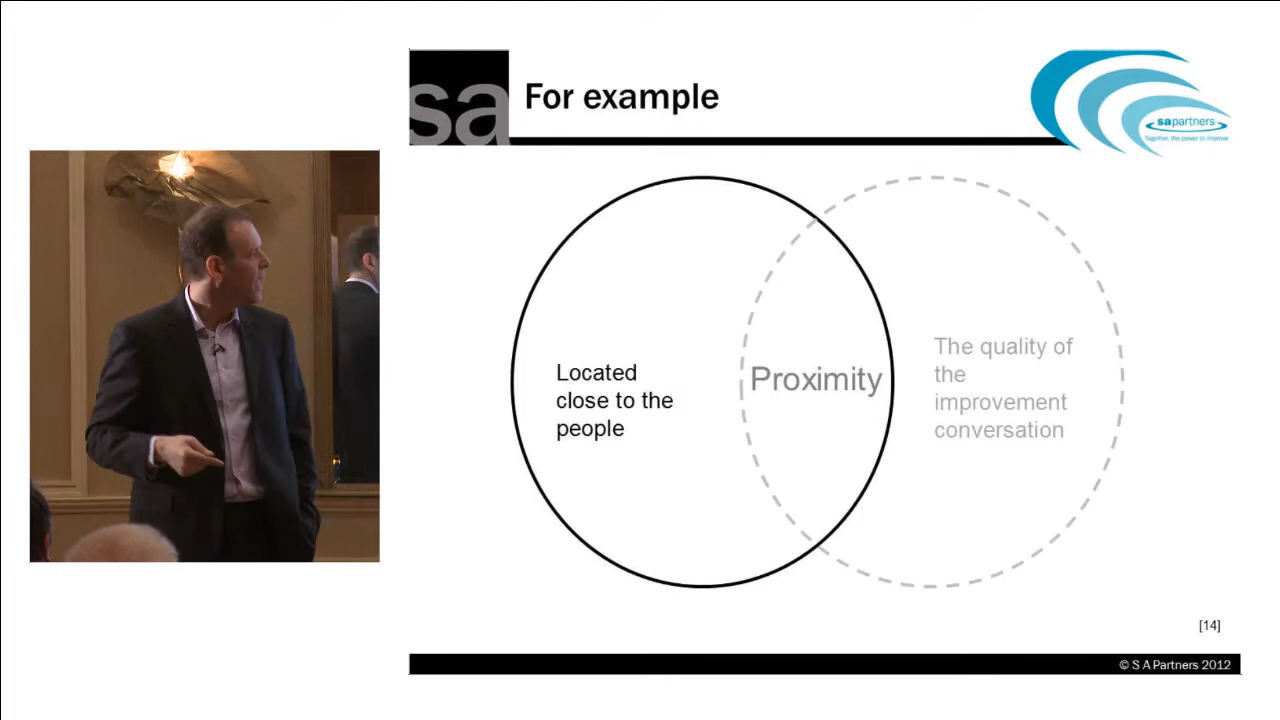 sa
For example
sapartners
Together, the power to improve
Located
close to the
people
Proximity
The quality of
the
improvement
conversation
[14]
© S A Partners 2012